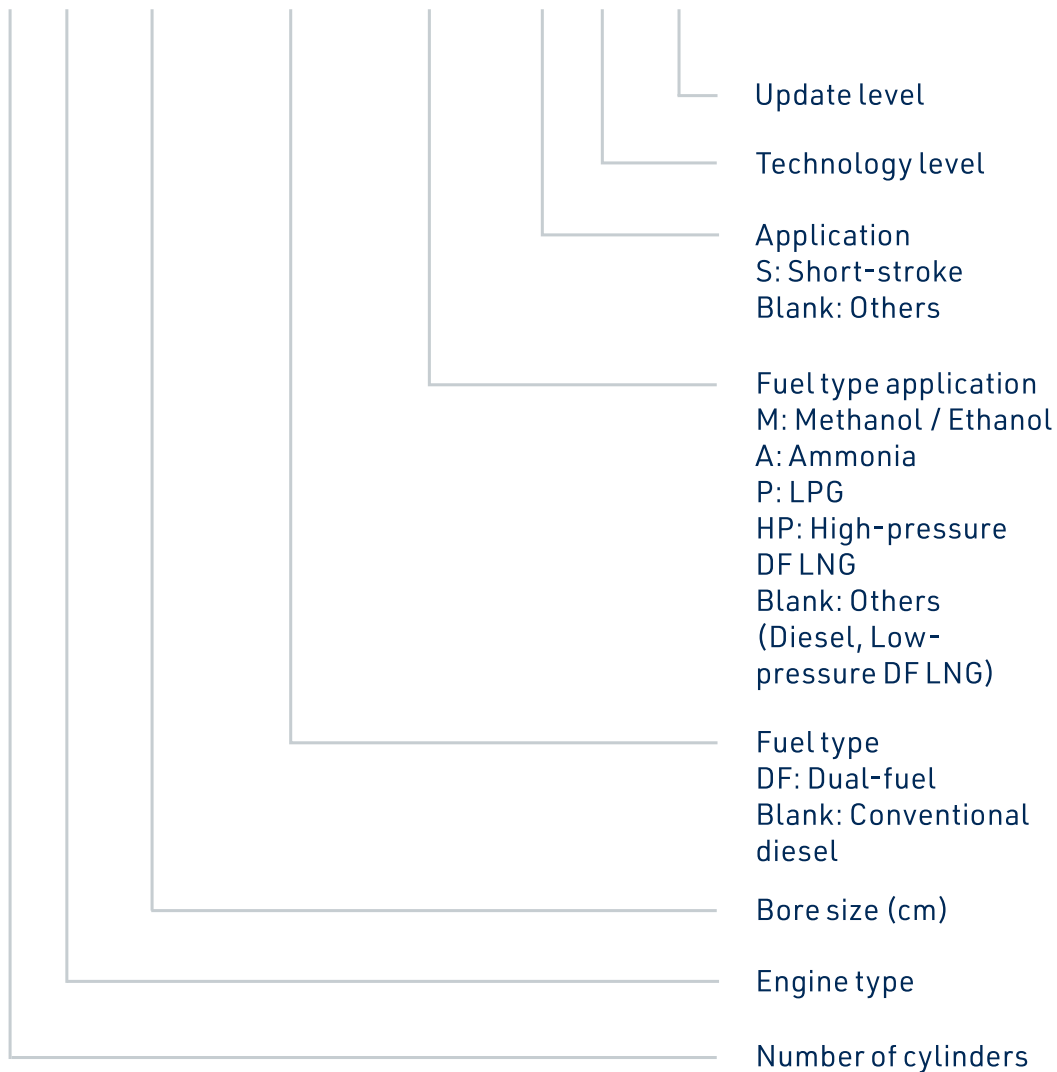 Update level
Technology level
Application
S: Short-stroke
Blank: Others
Fuel type application
M: Methanol / Ethanol
A: Ammonia
P: LPG
HP: High-pressure
DF LNG
Blank: Others
(Diesel, Low-
pressure DF LNG)
Fuel type
DF: Dual-fuel
Blank: Conventional
diesel
Bore size (cm)
Engine type
Number of cylinders